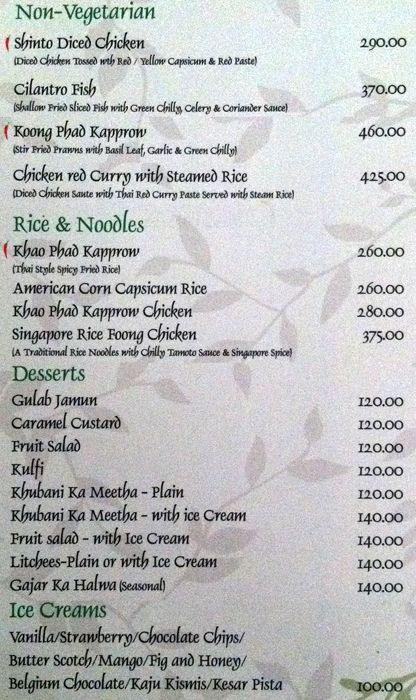 Non-Vegetarian
Shinto Diced Chicken 290.00
(Diced Chicken Tossed wth Red / Yellow Capsicum & Red Paste)
Cilantro Fish 370.00
(Shallow Fried Sliced Fish with Green Chilly, Celery & Coriander Sauce)
Koong Phad Kapprow 460.00
(Stir Fried Prawns with Basil Leaf, Garlic & Green Chilly)
Chicken red Curry with Steamed Rice 425.00
(Diced Chicken Saute with Thai Red Curry Paste Served with Steam Rice)
Rice & Noodles
Khao Phad Kapprow 260.00
(Thai Style Spicy Fried Rice)
American Corn Capsicum Rice 260.00
Khao Phad Kapprow Chicken 280.00
Singapore Rice Foong Chicken 375.00
(A Traditional Rice Noodles with Chilly Tamoto Sauce & Singapore Spice)
Desserts
Gulab Jamun 120.00
Caramel Custard 120.00
Fruit Salad 120.00
Kulfi 120.00
Khubani Ka Meetha - Plain 120.00
Khubani Ka Meetha - with ice Cream 140.00
Fruit salad - with Ice Cream 140.00
Litchees-Plain or with Ice Cream 140.00
Gajar Ka Halwa (Seasonal) 140.00
Ice Creams
Vanilla/Strawberry/Chocolate Chips/
Butter Scotch/Mango/Fig and Honey/
Belgium Chocolate/Kaju Kismis/Kesar Pista 100.00